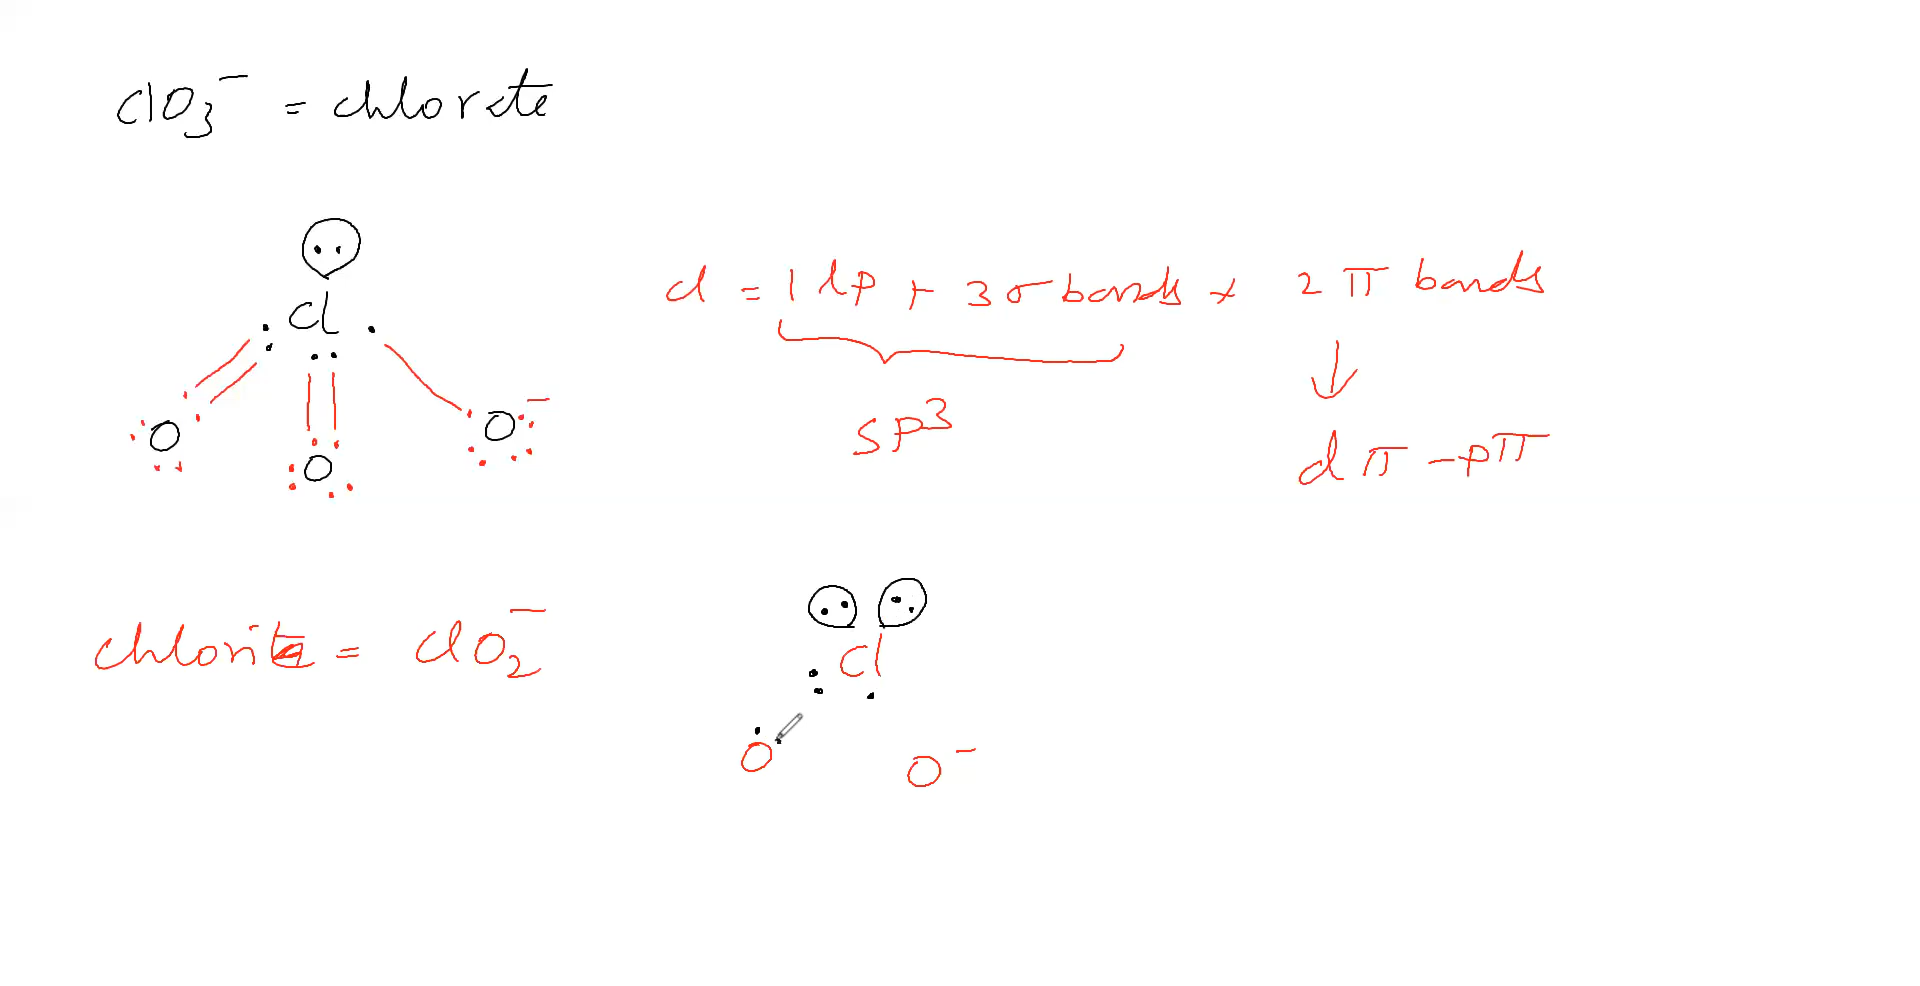 ClO3⁻ = chlorate
Cl
O O O⁻
Cl = 1 lp + 3 σ bonds + 2 π bonds
sp3
dπ - pπ
chlorite = ClO2⁻
Cl
O O⁻